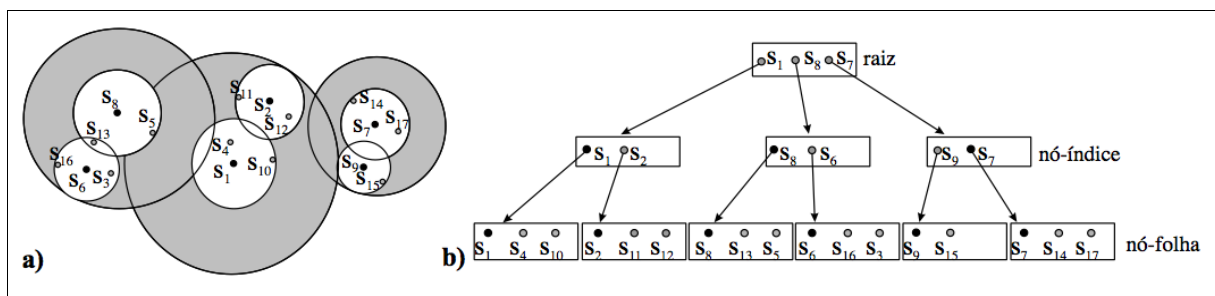 S8
S5
S13
S16
S6
S3
S11
S2
S12
S4
S10
S1
S14
S7
S17
S9
S15
a)
S1 S8 S7 raiz
S1 S2
S8 S6
S9 S7 nó-índice
S1 S4 S10
S2 S11 S12
S8 S13 S5
S6 S16 S3
S9 S15
S7 S14 S17
nó-folha
b)